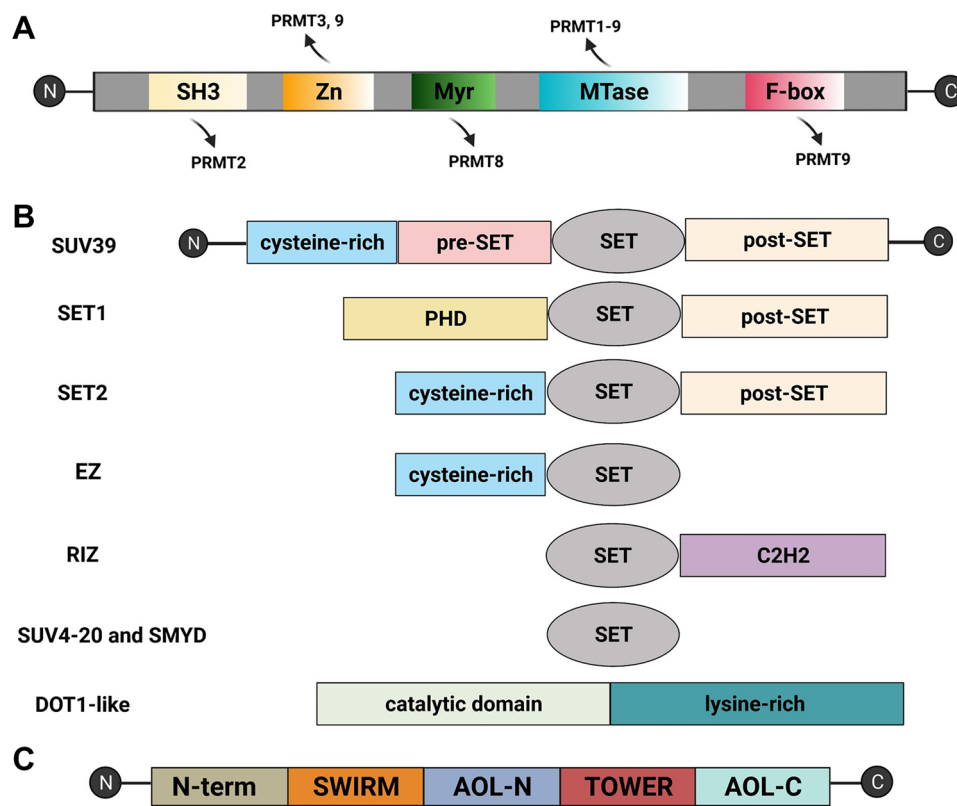 A
PRMT3, 9
PRMT1-9
N SH3 Zn Myr MTase F-box C
PRMT2
PRMT8
PRMT9
B
SUV39 N cysteine-rich pre-SET SET post-SET C
SET1 PHD SET post-SET
SET2 cysteine-rich SET post-SET
EZ cysteine-rich SET
RIZ SET C2H2
SUV4-20 and SMYD SET
DOT1-like catalytic domain lysine-rich
C
N N-term SWIRM AOL-N TOWER AOL-C C